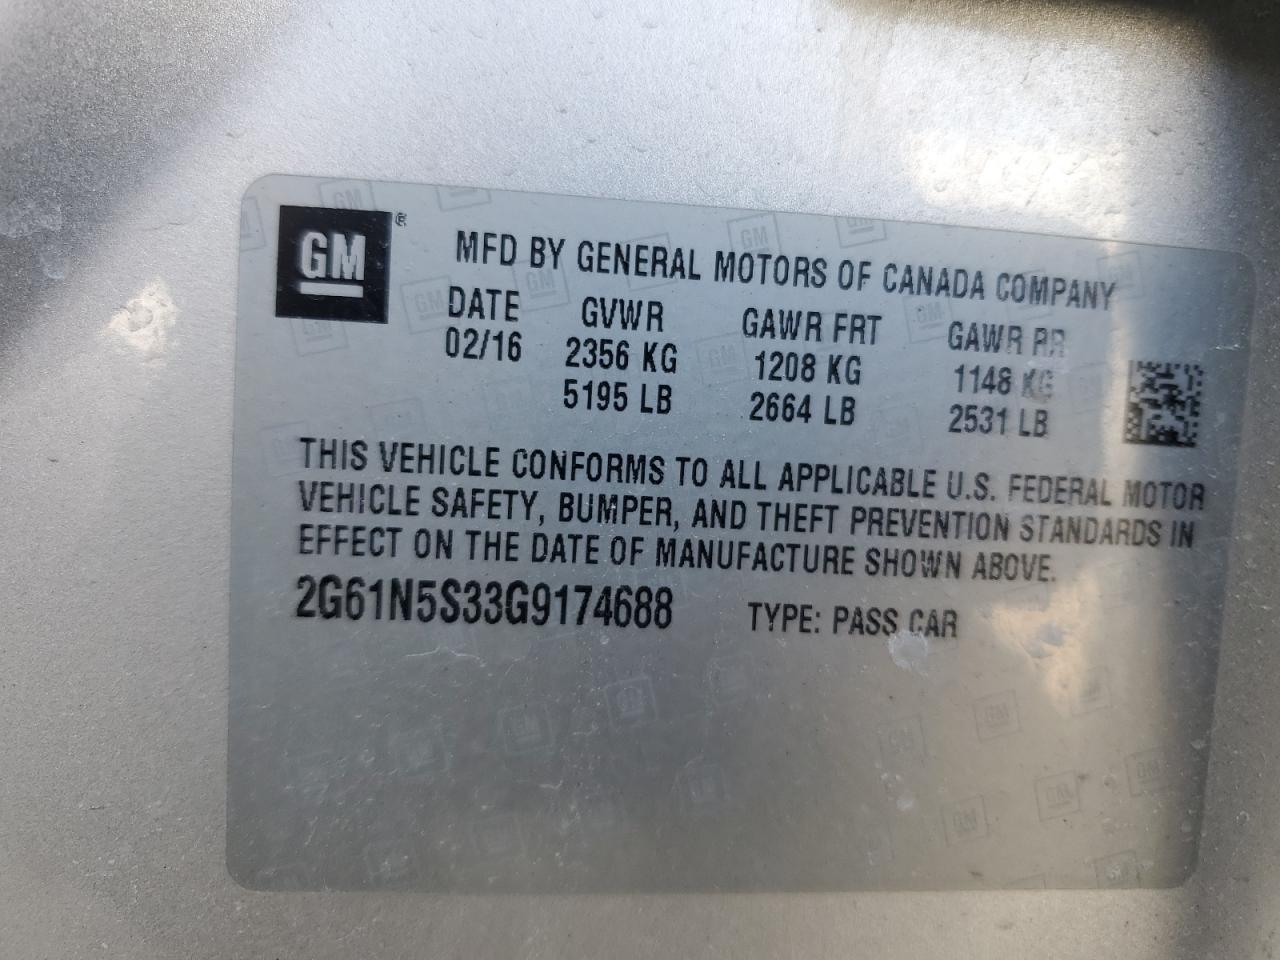 GM ®
MFD BY GENERAL MOTORS OF CANADA COMPANY
DATE GVWR GAWR FRT GAWR RR
02/16 2356 KG 1208 KG 1148 KG
5195 LB 2664 LB 2531 LB
THIS VEHICLE CONFORMS TO ALL APPLICABLE U.S. FEDERAL MOTOR
VEHICLE SAFETY, BUMPER, AND THEFT PREVENTION STANDARDS IN
EFFECT ON THE DATE OF MANUFACTURE SHOWN ABOVE.
2G61N5S33G9174688 TYPE: PASS CAR